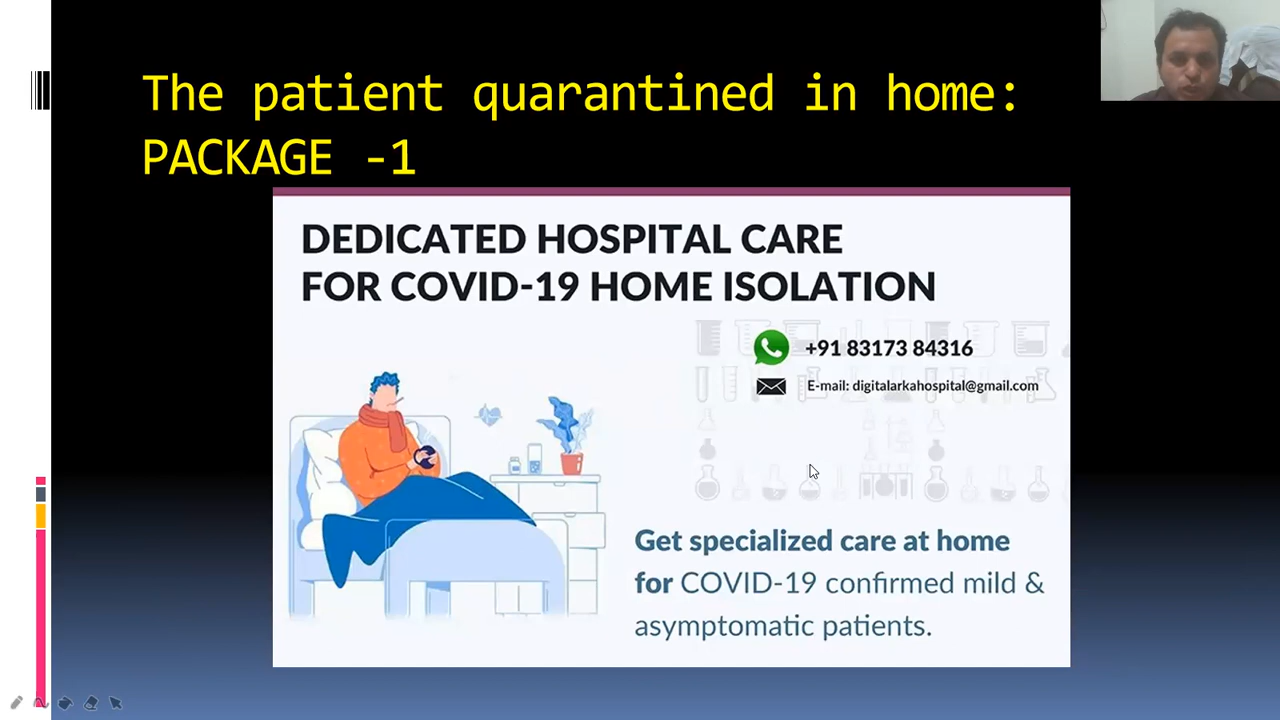 The patient quarantined in home:
PACKAGE -1
DEDICATED HOSPITAL CARE
FOR COVID-19 HOME ISOLATION
+91 83173 84316
E-mail: digitalarkahospital@gmail.com
Get specialized care at home
for COVID-19 confirmed mild &
asymptomatic patients.